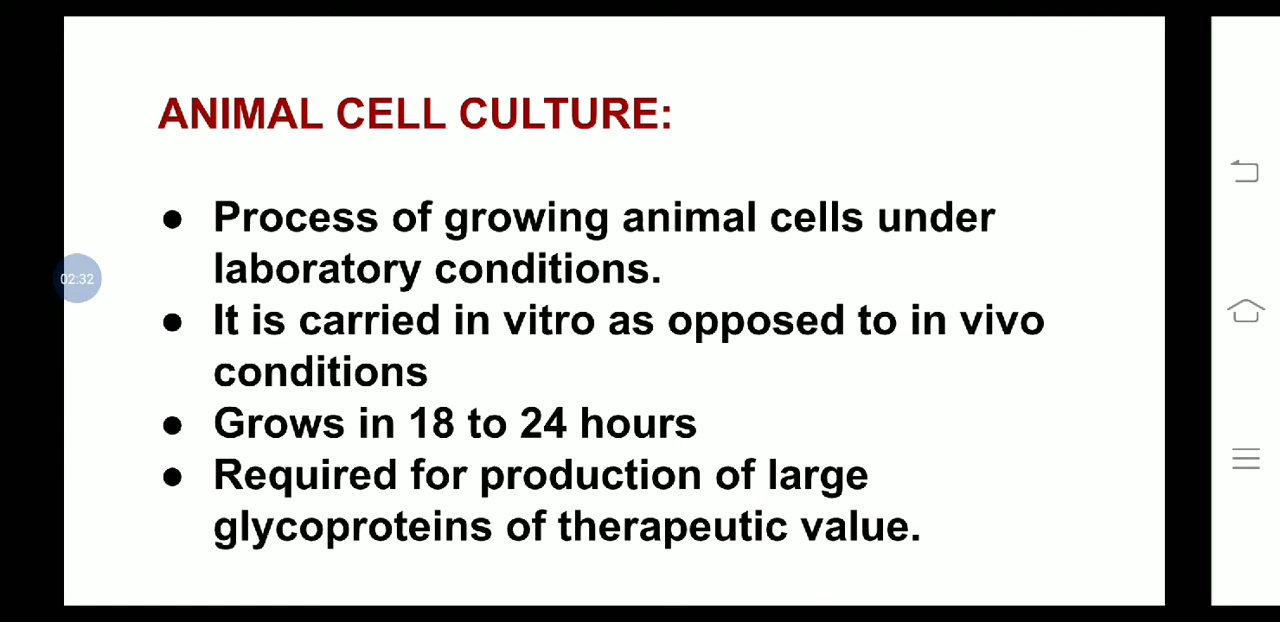 ANIMAL CELL CULTURE:
● Process of growing animal cells under
laboratory conditions.
02:32
● It is carried in vitro as opposed to in vivo
conditions
● Grows in 18 to 24 hours
● Required for production of large
glycoproteins of therapeutic value.